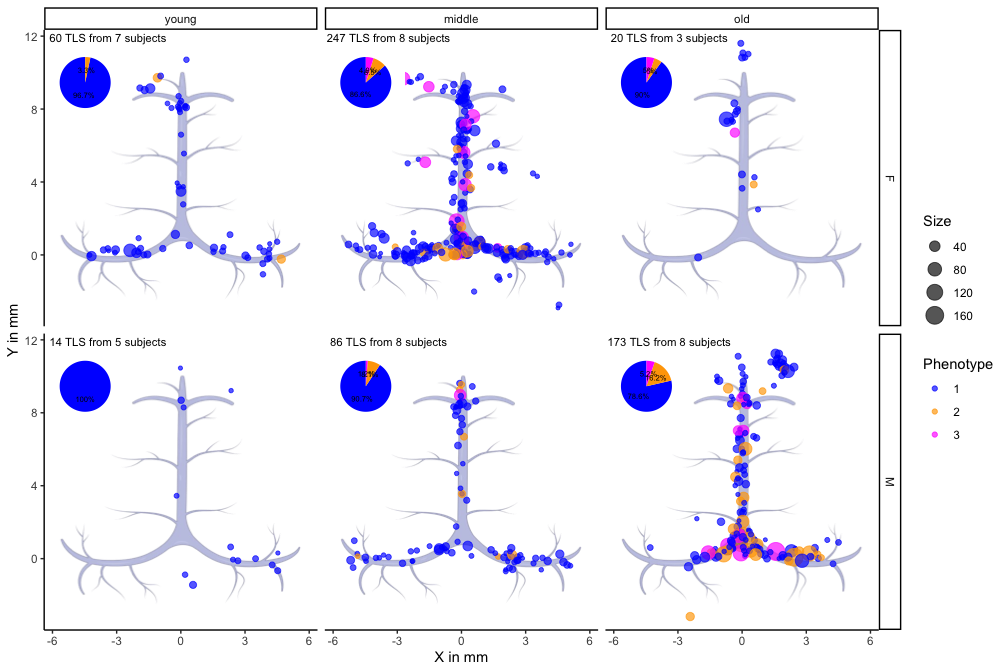 young middle old
60 TLS from 7 subjects
247 TLS from 8 subjects
20 TLS from 3 subjects
12
8
4
0
F
14 TLS from 5 subjects
86 TLS from 8 subjects
173 TLS from 8 subjects
12
8
4
0
M
-6 -3 0 3 6
-6 -3 0 3 6
-6 -3 0 3 6
X in mm
Y in mm
Size
40
80
120
160
Phenotype
1
2
3